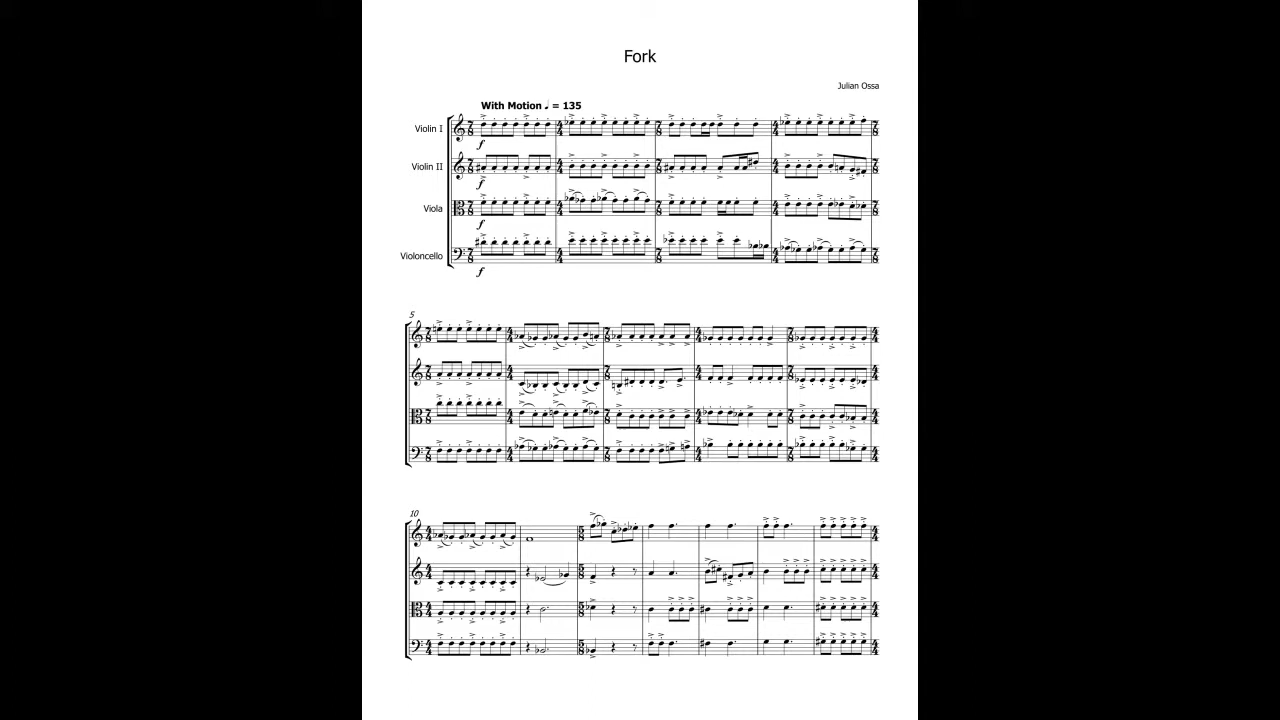 Fork
Julian Ossa
With Motion ♩ = 135
Violin I
f
Violin II
f
Viola
f
Violoncello
f
5
10